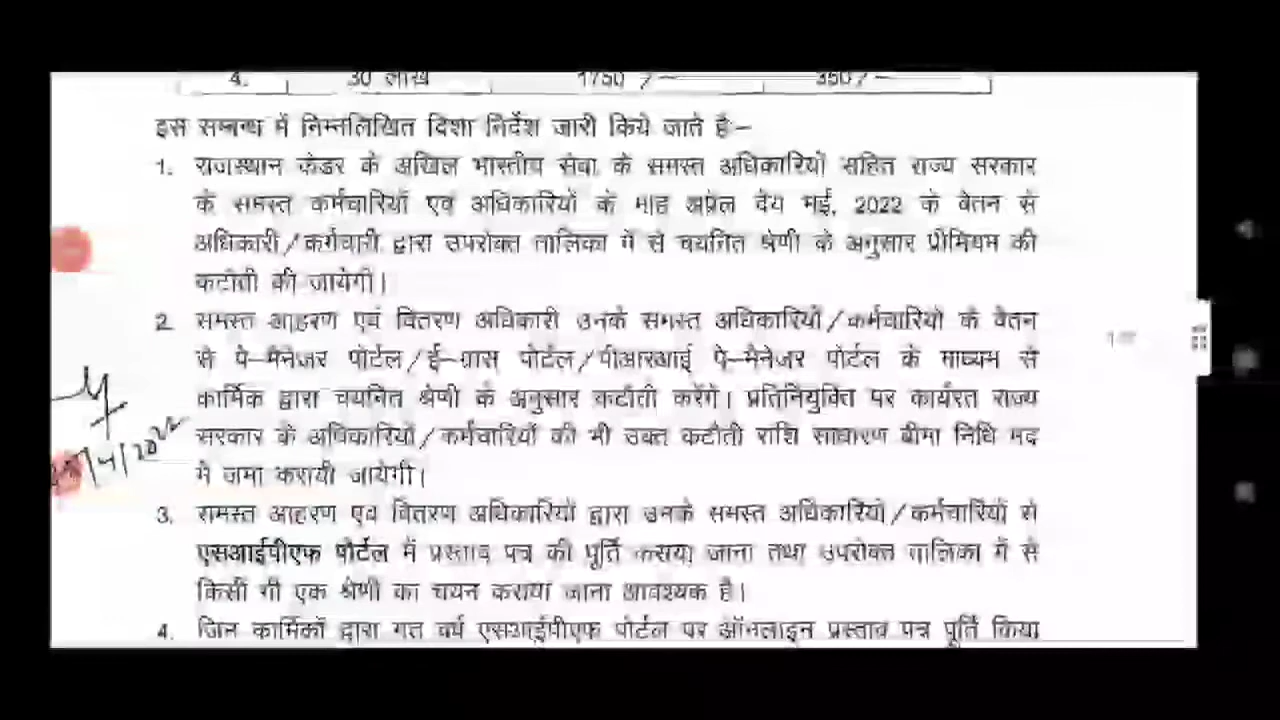 4. 30 लाख 1750 /- 350/-
इस सम्बन्ध में निम्नलिखित दिशा निर्देश जारी किये जाते है-
1. राजस्थान कैडर के अखिल भारतीय सेवा के समस्त अधिकारियों सहित राज्य सरकार
के समस्त कर्मचारियों एवं अधिकारियों के माह अप्रेल देय मई, 2022 के वेतन से
अधिकारी/कर्मचारी द्वारा उपरोक्त तालिका में से चयनित श्रेणी के अनुसार प्रीमियम की
कटौती की जायेगी।
2. समस्त आहरण एवं वितरण अधिकारी उनके समस्त अधिकारियों/कर्मचारियों के वेतन
से पे-मैनेजर पोर्टल/ई-ग्रास पोर्टल/पीआरआई पे-मैनेजर पोर्टल के माध्यम से
कार्मिक द्वारा चयनित श्रेणी के अनुसार कटौती करेंगे। प्रतिनियुक्ति पर कार्यरत राज्य
सरकार के अधिकारियों/कर्मचारियों की भी उक्त कटौती राशि साधारण बीमा निधि मद
में जमा करायी जायेगी।
3. समस्त आहरण एवं वितरण अधिकारियों द्वारा उनके समस्त अधिकारियों/कर्मचारियों से
एसआईपीएफ पोर्टल में प्रस्ताव पत्र की पूर्ति कराया जाना तथा उपरोक्त तालिका में से
किसी भी एक श्रेणी का चयन कराया जाना आवश्यक है।
4. जिन कार्मिकों द्वारा गत वर्ष एसआईपीएफ पोर्टल पर ऑनलाइन प्रस्ताव पत्र पूर्ति किया